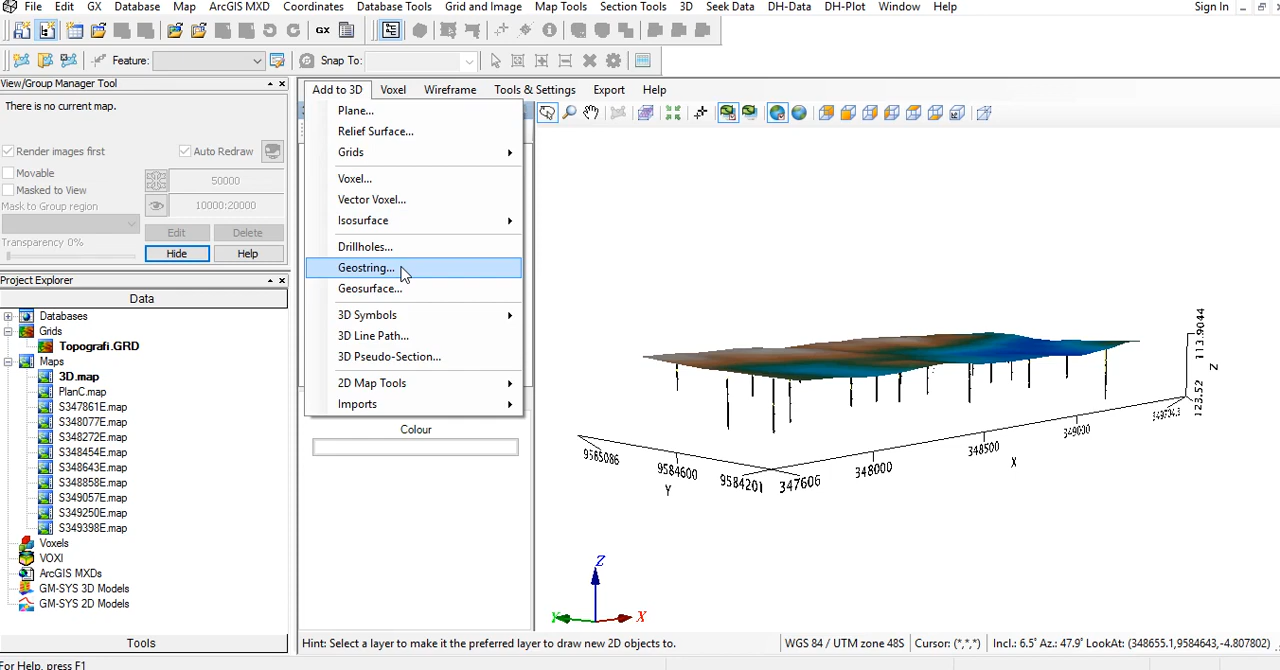 File Edit GX Database Map ArcGIS MXD Coordinates Database Tools Grid and Image Map Tools Section Tools 3D Seek Data DH-Data DH-Plot Window Help Sign In
GX
Feature: Snap To:
View/Group Manager Tool
There is no current map.
Render images first Auto Redraw
Movable 50000
Masked to View
Mask to Group region 10000:20000
Edit Delete
Transparency 0%
Hide Help
Project Explorer
Data
Databases
Grids
Topografi.GRD
Maps
3D.map
PlanC.map
S347861E.map
S348077E.map
S348272E.map
S348454E.map
S348643E.map
S348858E.map
S349057E.map
S349250E.map
S349398E.map
Voxels
VOXI
ArcGIS MXDs
GM-SYS 3D Models
GM-SYS 2D Models
Tools
For Help, press F1
Add to 3D Voxel Wireframe Tools & Settings Export Help
Plane...
Relief Surface...
Grids
Voxel...
Vector Voxel...
Isosurface
Drillholes...
Geostring...
Geosurface...
3D Symbols
3D Line Path...
3D Pseudo-Section...
2D Map Tools
Imports
Colour
113.9044
Z
123.52
349000
348500
X
348000
347606
9584201
9584600
Y
Z
Y X
Hint: Select a layer to make it the preferred layer to draw new 2D objects to. WGS 84 / UTM zone 48S Cursor: (*,*,*) Incl.: 6.5° Az.: 47.9° LookAt: (348655.1,9584643,-4.807802)